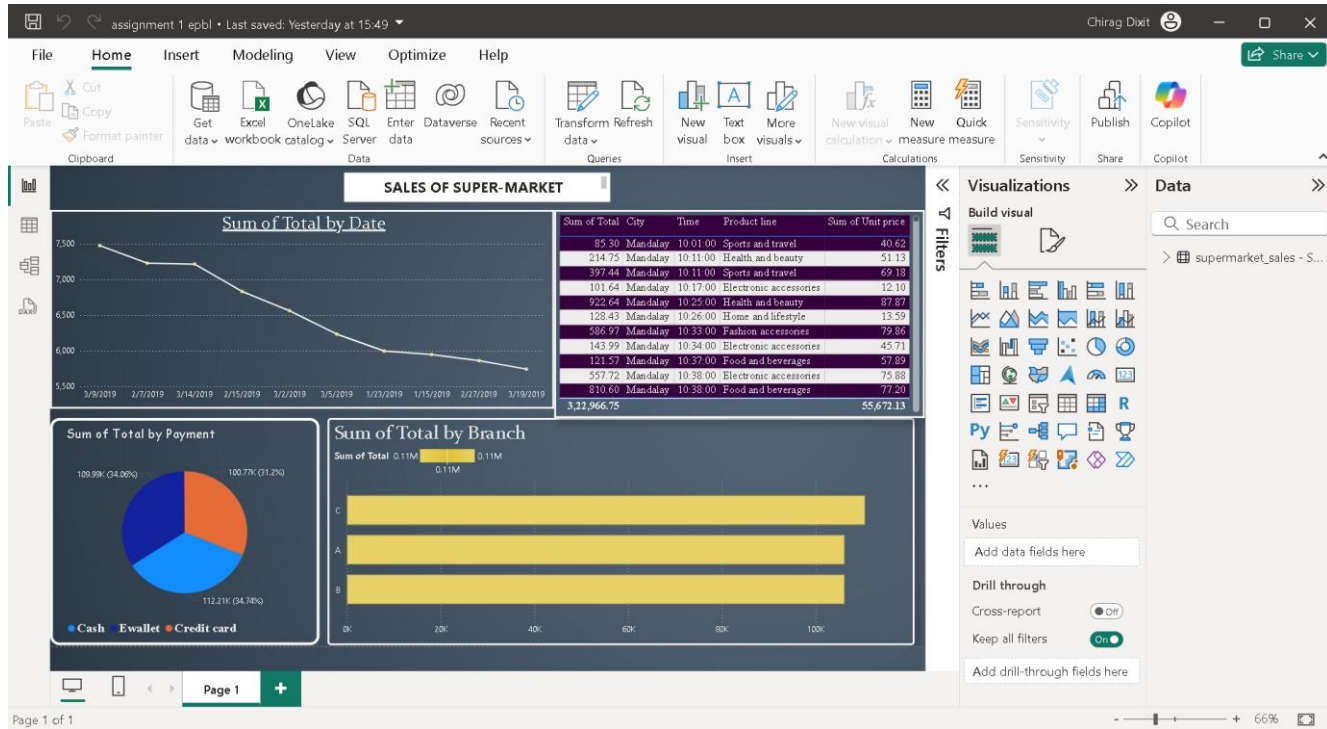 assignment 1 epbl • Last saved: Yesterday at 15:49
Chirag Dixit
File Home Insert Modeling View Optimize Help
Share
Paste
Cut
Copy
Format painter
Clipboard
Get data
Excel workbook
OneLake catalog
SQL Server
Enter data
Dataverse
Recent sources
Data
Transform data
Refresh
Queries
New visual
Text box
More visuals
Insert
New visual calculation
New measure
Quick measure
Calculations
Sensitivity
Sensitivity
Publish
Share
Copilot
Copilot
SALES OF SUPER-MARKET
Sum of Total by Date
7,500
7,000
6,500
6,000
5,500
3/9/2019 2/7/2019 3/14/2019 2/15/2019 3/2/2019 3/5/2019 1/23/2019 1/15/2019 2/27/2019 3/19/2019
Sum of Total City Time Product line Sum of Unit price
85.30 Mandalay 10:01:00 Sports and travel 40.62
214.75 Mandalay 10:11:00 Health and beauty 51.13
397.44 Mandalay 10:11:00 Sports and travel 69.18
101.64 Mandalay 10:17:00 Electronic accessories 12.10
922.64 Mandalay 10:25:00 Health and beauty 87.87
128.43 Mandalay 10:26:00 Home and lifestyle 13.59
586.97 Mandalay 10:33:00 Fashion accessories 79.86
143.99 Mandalay 10:34:00 Electronic accessories 45.71
121.57 Mandalay 10:37:00 Food and beverages 57.89
557.72 Mandalay 10:38:00 Electronic accessories 75.88
810.60 Mandalay 10:38:00 Food and beverages 77.20
3,22,966.75 55,672.13
Sum of Total by Payment
109.99K (34.06%)
100.77K (31.2%)
112.21K (34.74%)
Cash Ewallet Credit card
Sum of Total by Branch
Sum of Total 0.11M 0.11M
0.11M
C
A
B
0K 20K 40K 60K 80K 100K
Filters
Visualizations
Build visual
123
R
Py
...
Values
Add data fields here
Drill through
Cross-report Off
Keep all filters On
Add drill-through fields here
Data
Search
supermarket_sales - S...
DAX
Page 1
Page 1 of 1
66%